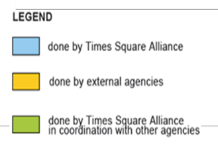 LEGEND
done by Times Square Alliance
done by external agencies
done by Times Square Alliance
in coordination with other agencies